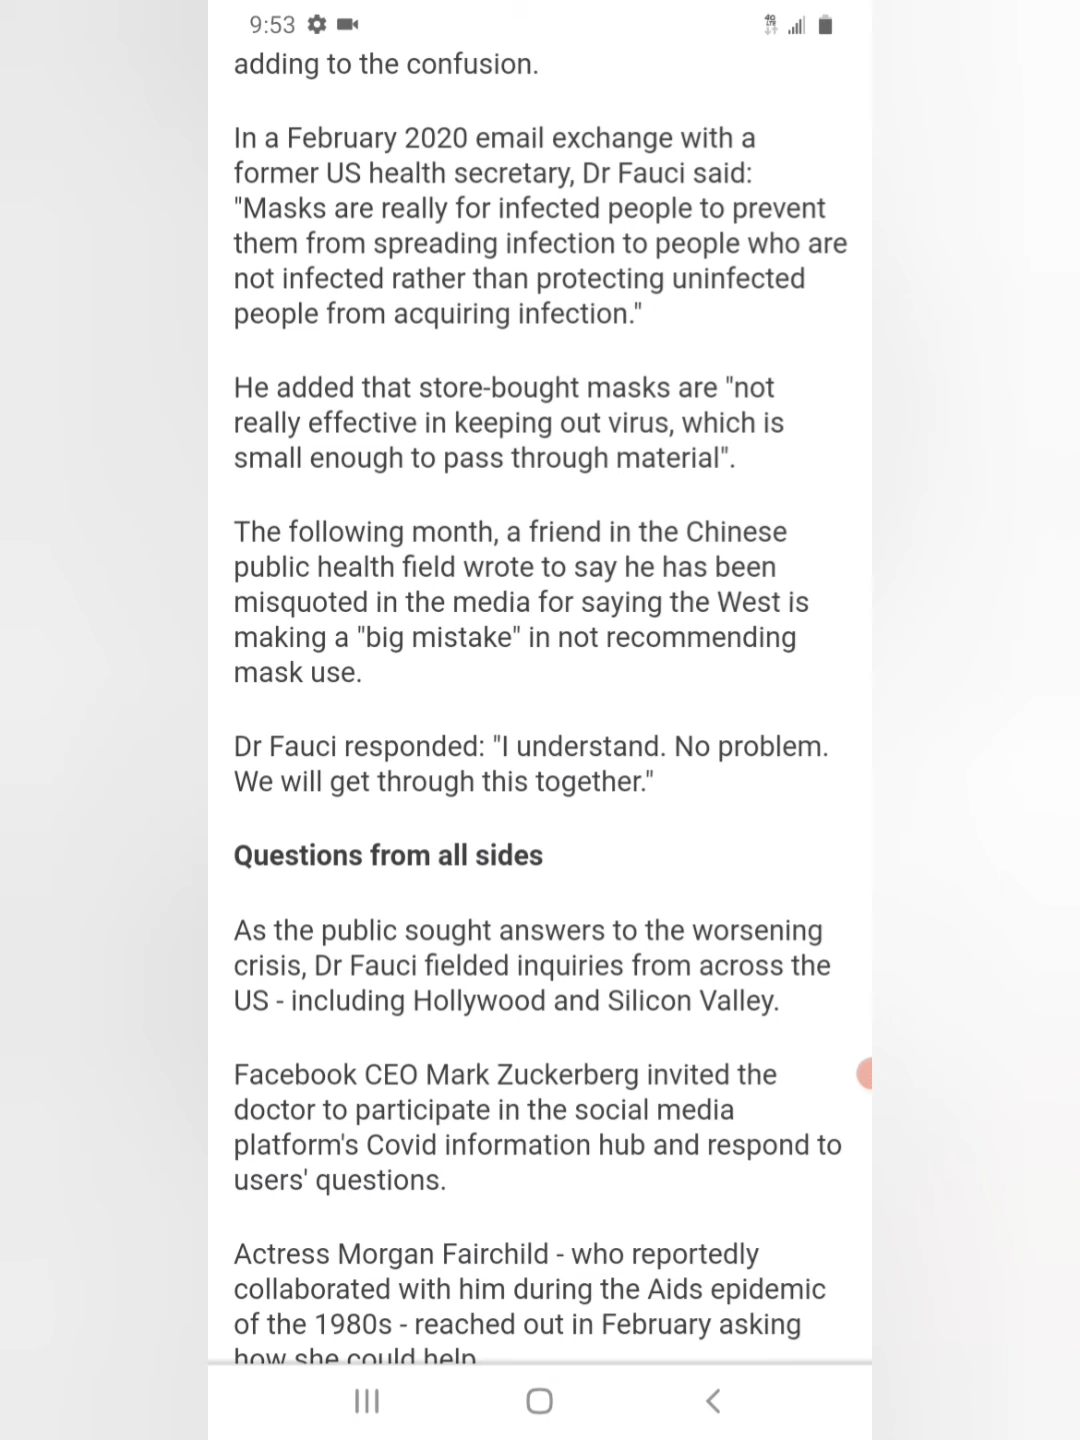 9:53
4G
LTE
adding to the confusion.
In a February 2020 email exchange with a
former US health secretary, Dr Fauci said:
"Masks are really for infected people to prevent
them from spreading infection to people who are
not infected rather than protecting uninfected
people from acquiring infection."
He added that store-bought masks are "not
really effective in keeping out virus, which is
small enough to pass through material".
The following month, a friend in the Chinese
public health field wrote to say he has been
misquoted in the media for saying the West is
making a "big mistake" in not recommending
mask use.
Dr Fauci responded: "I understand. No problem.
We will get through this together."
Questions from all sides
As the public sought answers to the worsening
crisis, Dr Fauci fielded inquiries from across the
US - including Hollywood and Silicon Valley.
Facebook CEO Mark Zuckerberg invited the
doctor to participate in the social media
platform's Covid information hub and respond to
users' questions.
Actress Morgan Fairchild - who reportedly
collaborated with him during the Aids epidemic
of the 1980s - reached out in February asking
how she could help